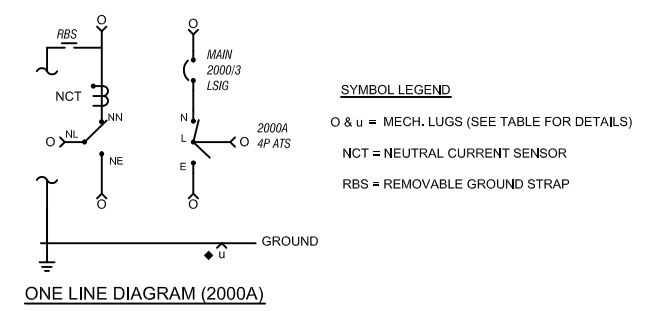 O
O
RBS
MAIN
2000/3
LSIG
NCT
NN
N
NL
O
L
O
2000A
4P ATS
NE
E
O
O
GROUND
u
ONE LINE DIAGRAM (2000A)
SYMBOL LEGEND
O & u = MECH. LUGS (SEE TABLE FOR DETAILS)
NCT = NEUTRAL CURRENT SENSOR
RBS = REMOVABLE GROUND STRAP